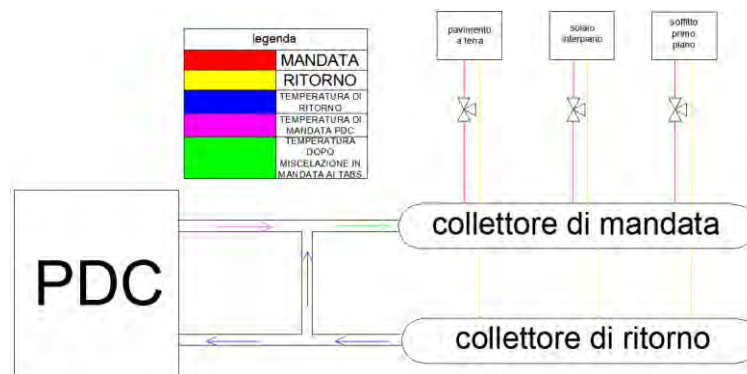 legenda
MANDATA
RITORNO
TEMPERATURA DI
RITORNO
TEMPERATURA DI
MANDATA PDC
TEMPERATURA
DOPO
MISCELAZIONE IN
MANDATA AI TABS.
pavimento
a terra
solaio
interpiano
soffitto
primo
piano
PDC
collettore di mandata
collettore di ritorno